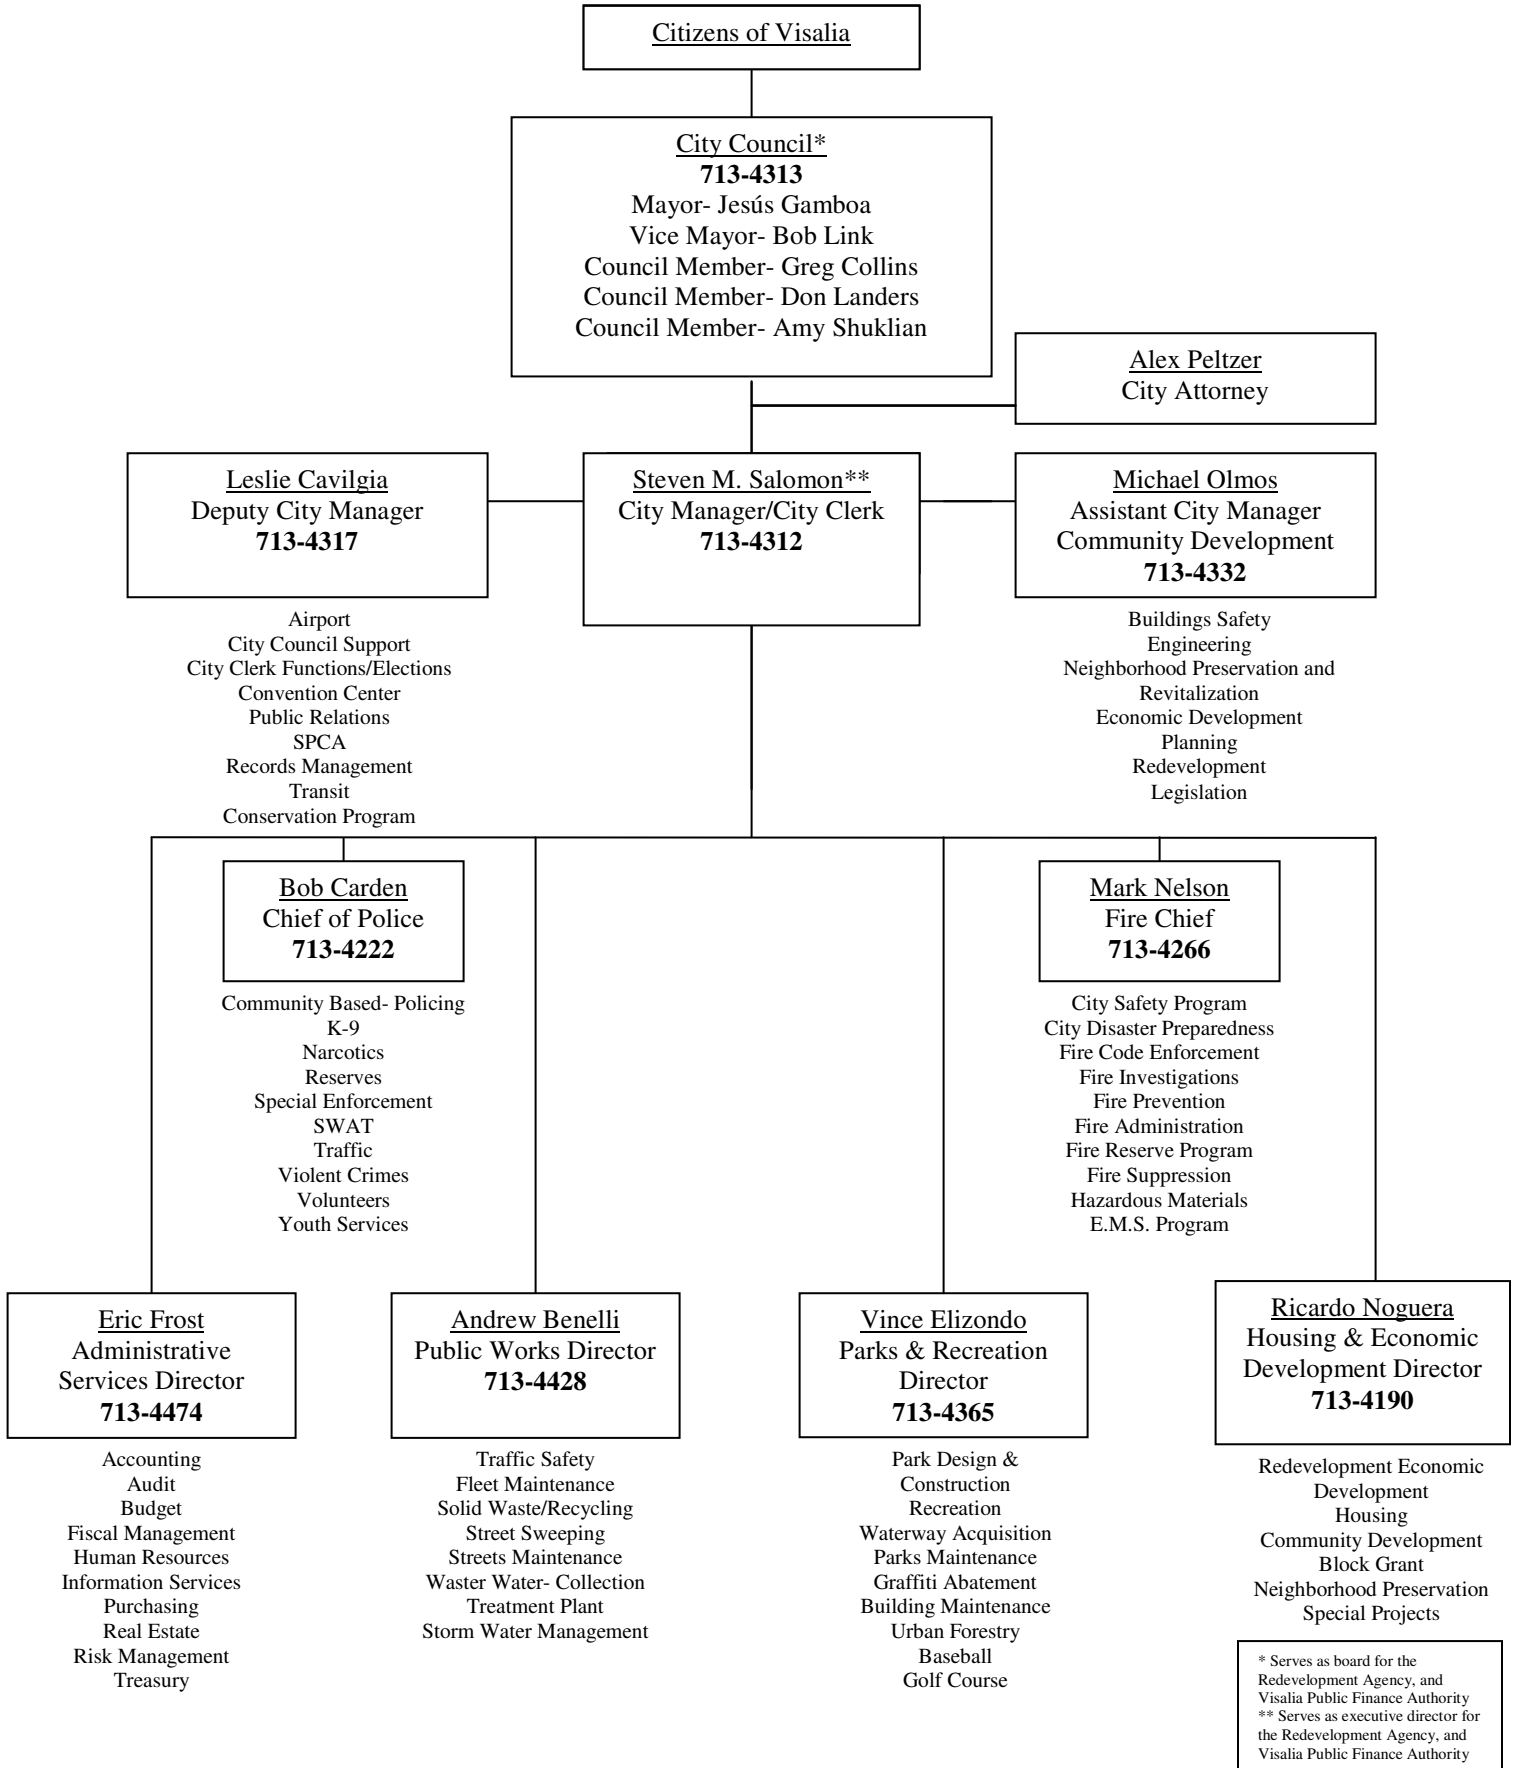 Citizens of Visalia
City Council*
713-4313
Mayor- Jesús Gamboa
Vice Mayor- Bob Link
Council Member- Greg Collins
Council Member- Don Landers
Council Member- Amy Shuklian
Alex Peltzer
City Attorney
Leslie Cavilgia
Deputy City Manager
713-4317
Steven M. Salomon**
City Manager/City Clerk
713-4312
Michael Olmos
Assistant City Manager
Community Development
713-4332
Airport
City Council Support
City Clerk Functions/Elections
Convention Center
Public Relations
SPCA
Records Management
Transit
Conservation Program
Buildings Safety
Engineering
Neighborhood Preservation and
Revitalization
Economic Development
Planning
Redevelopment
Legislation
Bob Carden
Chief of Police
713-4222
Community Based- Policing
K-9
Narcotics
Reserves
Special Enforcement
SWAT
Traffic
Violent Crimes
Volunteers
Youth Services
Mark Nelson
Fire Chief
713-4266
City Safety Program
City Disaster Preparedness
Fire Code Enforcement
Fire Investigations
Fire Prevention
Fire Administration
Fire Reserve Program
Fire Suppression
Hazardous Materials
E.M.S. Program
Eric Frost
Administrative
Services Director
713-4474
Accounting
Audit
Budget
Fiscal Management
Human Resources
Information Services
Purchasing
Real Estate
Risk Management
Treasury
Andrew Benelli
Public Works Director
713-4428
Traffic Safety
Fleet Maintenance
Solid Waste/Recycling
Street Sweeping
Streets Maintenance
Waster Water- Collection
Treatment Plant
Storm Water Management
Vince Elizondo
Parks & Recreation
Director
713-4365
Park Design &
Construction
Recreation
Waterway Acquisition
Parks Maintenance
Graffiti Abatement
Building Maintenance
Urban Forestry
Baseball
Golf Course
Ricardo Noguera
Housing & Economic
Development Director
713-4190
Redevelopment Economic
Development
Housing
Community Development
Block Grant
Neighborhood Preservation
Special Projects
* Serves as board for the
Redevelopment Agency, and
Visalia Public Finance Authority
** Serves as executive director for
the Redevelopment Agency, and
Visalia Public Finance Authority